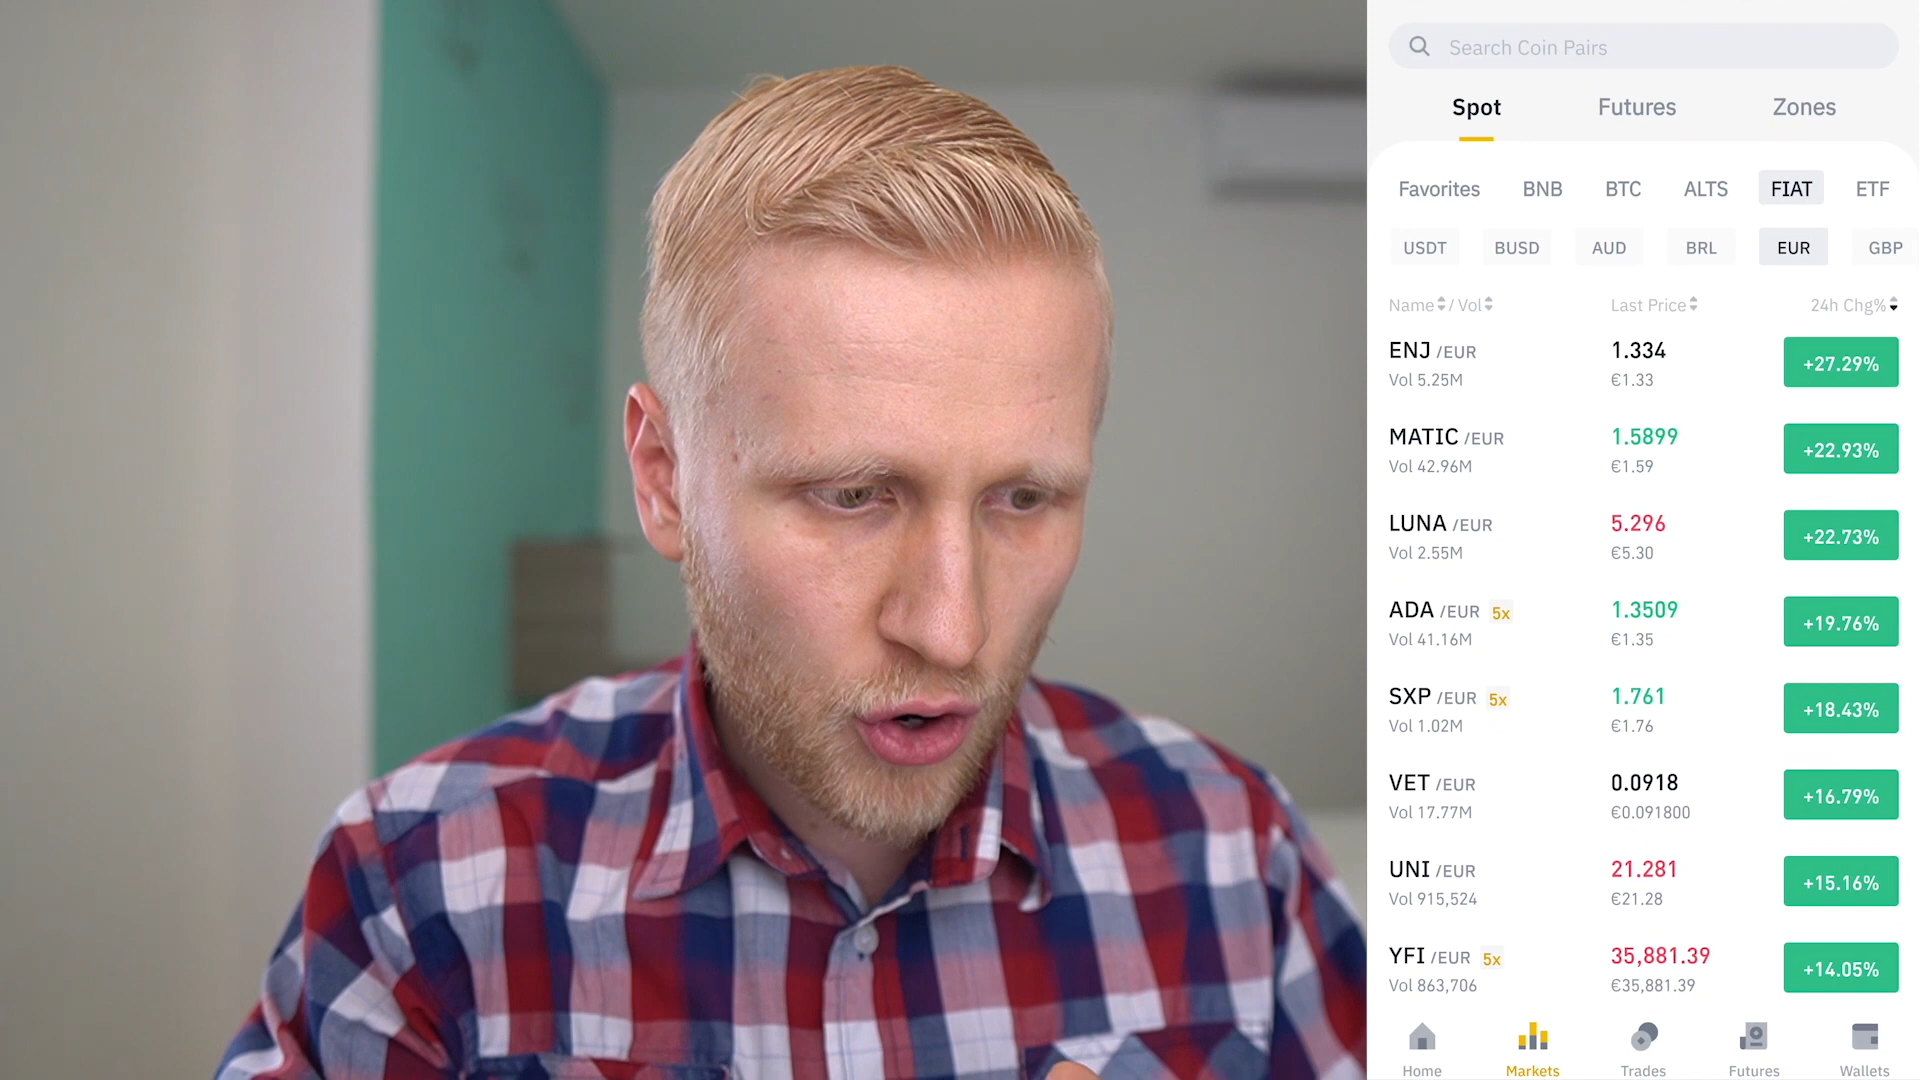 Search Coin Pairs
Spot Futures Zones
Favorites BNB BTC ALTS FIAT ETF
USDT BUSD AUD BRL EUR GBP
Name / Vol Last Price 24h Chg%
ENJ /EUR 1.334 +27.29%
Vol 5.25M €1.33
MATIC /EUR 1.5899 +22.93%
Vol 42.96M €1.59
LUNA /EUR 5.296 +22.73%
Vol 2.55M €5.30
ADA /EUR 5x 1.3509 +19.76%
Vol 41.16M €1.35
SXP /EUR 5x 1.761 +18.43%
Vol 1.02M €1.76
VET /EUR 0.0918 +16.79%
Vol 17.77M €0.091800
UNI /EUR 21.281 +15.16%
Vol 915,524 €21.28
YFI /EUR 5x 35,881.39 +14.05%
Vol 863,706 €35,881.39
Home Markets Trades Futures Wallets